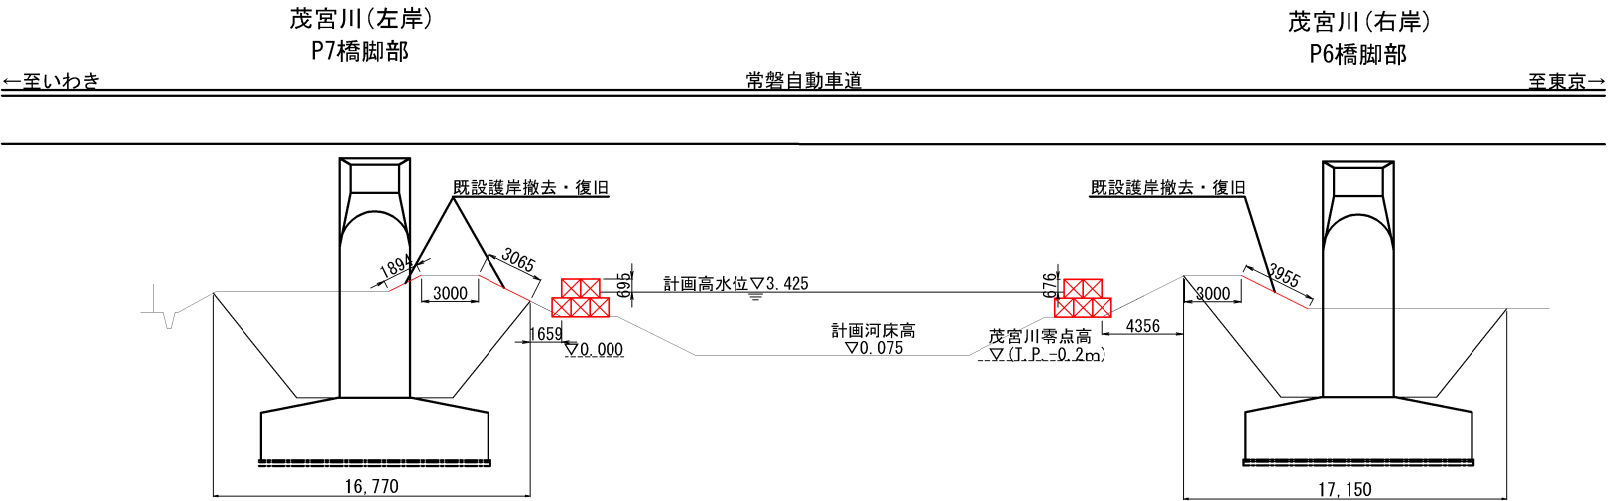 茂宮川(左岸)
P7橋脚部
茂宮川(右岸)
P6橋脚部
←至いわき
常磐自動車道
至東京→
既設護岸撤去・復旧
既設護岸撤去・復旧
1894
3065
3000
695
計画高水位▽3.425
676
3955
3000
1659
▽0.000
計画河床高
▽0.075
茂宮川零点高
▽(T.P.-0.2m)
4356
16,770
17,150